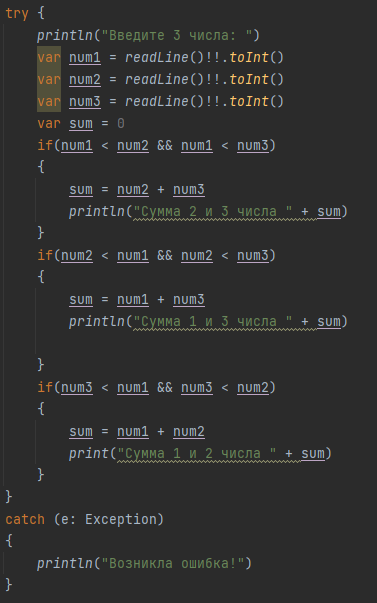 try {
    println("Введите 3 числа: ")
    var num1 = readLine()!!.toInt()
    var num2 = readLine()!!.toInt()
    var num3 = readLine()!!.toInt()
    var sum = 0
    if(num1 < num2 && num1 < num3)
    {
        sum = num2 + num3
        println("Сумма 2 и 3 числа " + sum)
    }
    if(num2 < num1 && num2 < num3)
    {
        sum = num1 + num3
        println("Сумма 1 и 3 числа " + sum)
    }
    if(num3 < num1 && num3 < num2)
    {
        sum = num1 + num2
        print("Сумма 1 и 2 числа " + sum)
    }
}
catch (e: Exception)
{
    println("Возникла ошибка!")
}